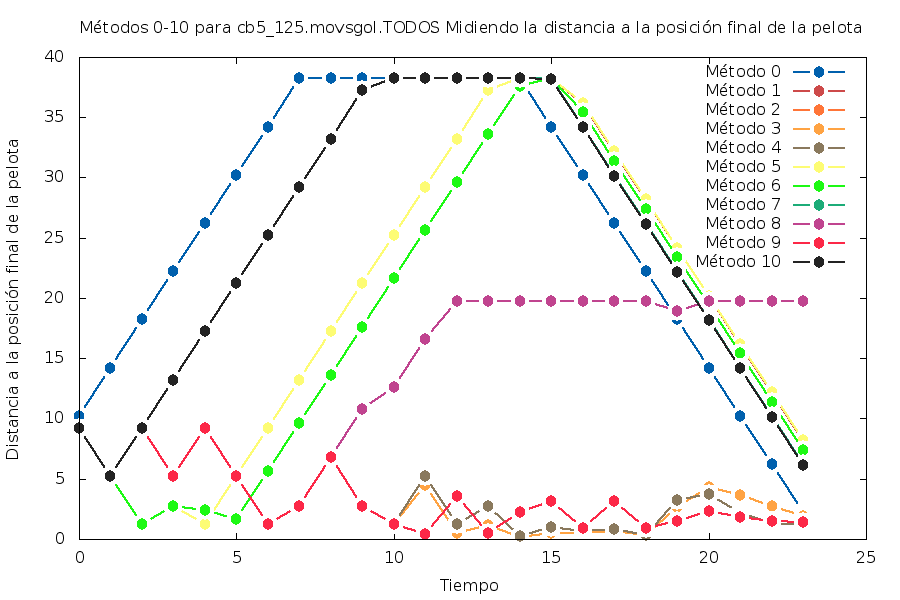 Métodos 0-10 para cb5_125.movsgol.TODOS Midiendo la distancia a la posición final de la pelota
Distancia a la posición final de la pelota
40
35
30
25
20
15
10
5
0
Método 0
Método 1
Método 2
Método 3
Método 4
Método 5
Método 6
Método 7
Método 8
Método 9
Método 10
0 5 10 15 20 25
Tiempo